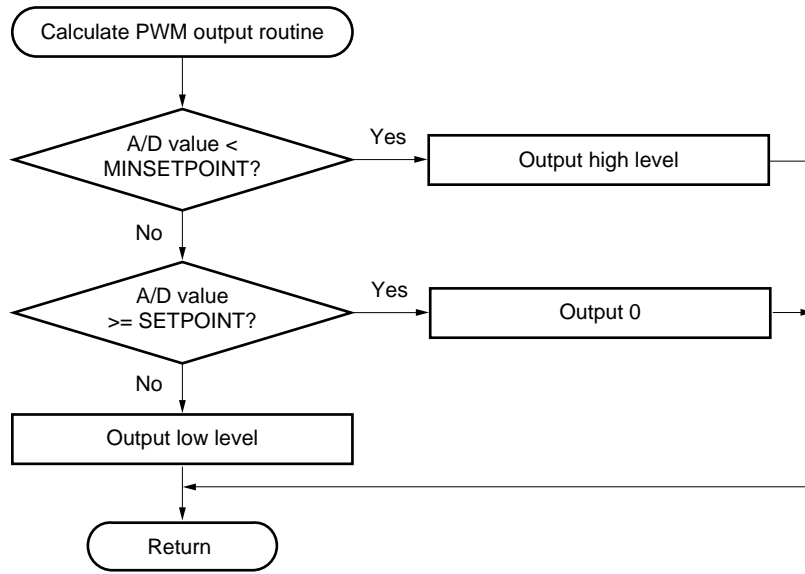 Calculate PWM output routine
A/D value <
MINSETPOINT?
Yes
Output high level
No
A/D value
>= SETPOINT?
Yes
Output 0
No
Output low level
Return